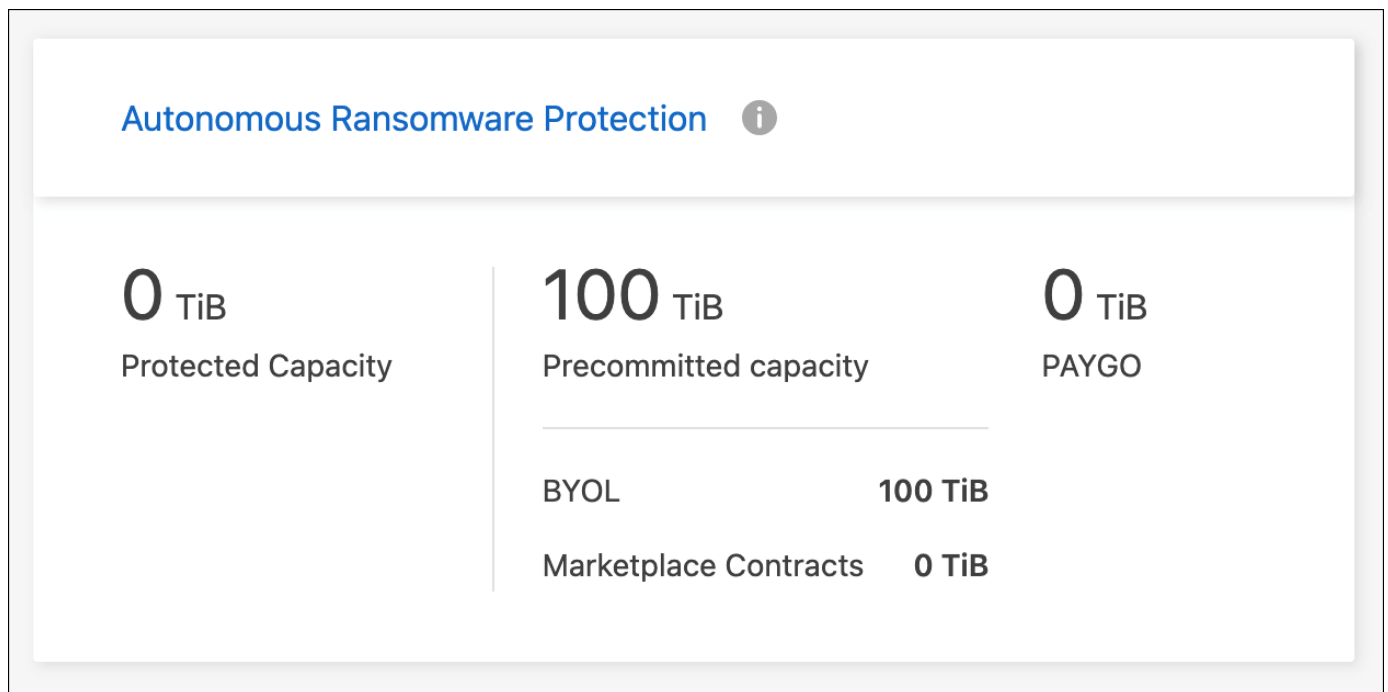 Autonomous Ransomware Protection
0 TiB
Protected Capacity
100 TiB
Precommitted capacity
BYOL 100 TiB
Marketplace Contracts 0 TiB
0 TiB
PAYGO